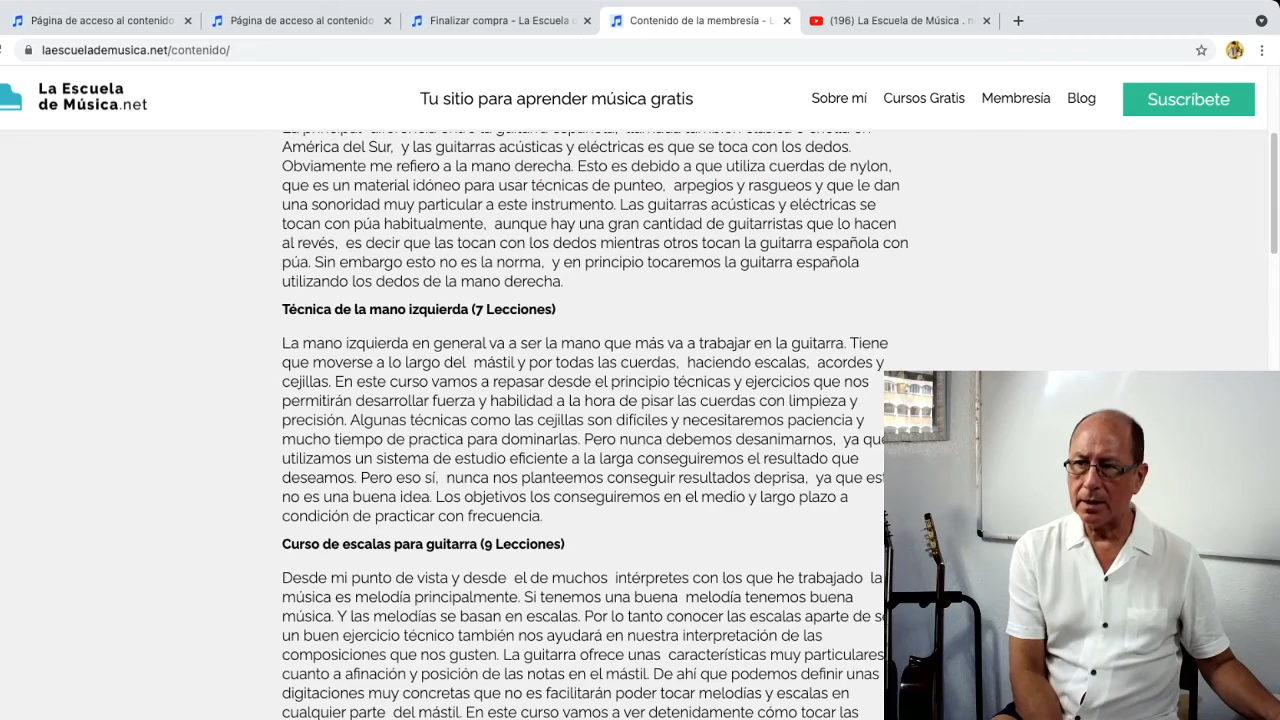 Página de acceso al contenido
Página de acceso al contenido
Finalizar compra - La Escuela d
Contenido de la membresía - L
(196) La Escuela de Música . n
laescuelademusica.net/contenido/
La Escuela
de Música.net
Tu sitio para aprender música gratis
Sobre mí
Cursos Gratis
Membresía
Blog
Suscríbete
América del Sur, y las guitarras acústicas y eléctricas es que se toca con los dedos.
Obviamente me refiero a la mano derecha. Esto es debido a que utiliza cuerdas de nylon,
que es un material idóneo para usar técnicas de punteo, arpegios y rasgueos y que le dan
una sonoridad muy particular a este instrumento. Las guitarras acústicas y eléctricas se
tocan con púa habitualmente, aunque hay una gran cantidad de guitarristas que lo hacen
al revés, es decir que las tocan con los dedos mientras otros tocan la guitarra española con
púa. Sin embargo esto no es la norma, y en principio tocaremos la guitarra española
utilizando los dedos de la mano derecha.
Técnica de la mano izquierda (7 Lecciones)
La mano izquierda en general va a ser la mano que más va a trabajar en la guitarra. Tiene
que moverse a lo largo del mástil y por todas las cuerdas, haciendo escalas, acordes y
cejillas. En este curso vamos a repasar desde el principio técnicas y ejercicios que nos
permitirán desarrollar fuerza y habilidad a la hora de pisar las cuerdas con limpieza y
precisión. Algunas técnicas como las cejillas son difíciles y necesitaremos paciencia y
mucho tiempo de practica para dominarlas. Pero nunca debemos desanimarnos, ya que
utilizamos un sistema de estudio eficiente a la larga conseguiremos el resultado que
deseamos. Pero eso sí, nunca nos planteemos conseguir resultados deprisa, ya que est
no es una buena idea. Los objetivos los conseguiremos en el medio y largo plazo a
condición de practicar con frecuencia.
Curso de escalas para guitarra (9 Lecciones)
Desde mi punto de vista y desde el de muchos intérpretes con los que he trabajado la
música es melodía principalmente. Si tenemos una buena melodía tenemos buena
música. Y las melodías se basan en escalas. Por lo tanto conocer las escalas aparte de s
un buen ejercicio técnico también nos ayudará en nuestra interpretación de las
composiciones que nos gusten. La guitarra ofrece unas características muy particulares
cuanto a afinación y posición de las notas en el mástil. De ahí que podemos definir unas
digitaciones muy concretas que no es facilitarán poder tocar melodías y escalas en
cualquier parte del mástil. En este curso vamos a ver detenidamente cómo tocar las